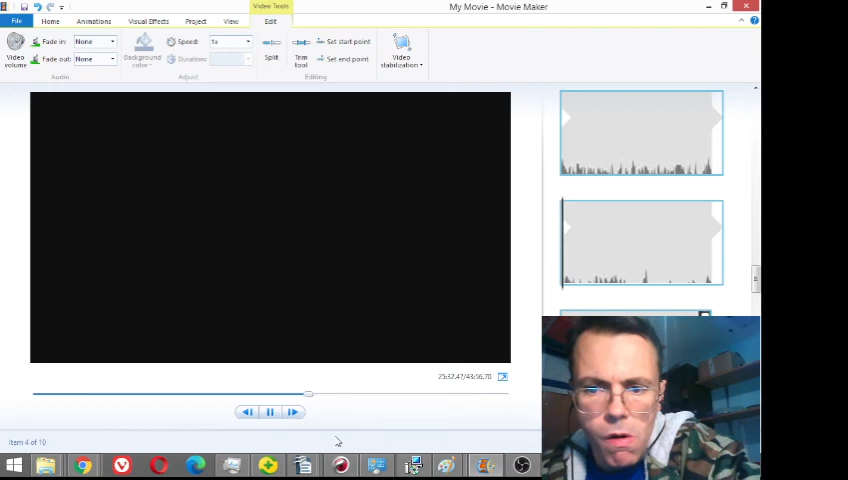 Video Tools
My Movie - Movie Maker
File Home Animations Visual Effects Project View Edit
Video volume
Fade in: None
Fade out: None
Audio
Background color
Speed: 1x
Duration:
Adjust
Split
Trim tool
Set start point
Set end point
Editing
Video stabilization
25:32.47/43:56.70
Item 4 of 10